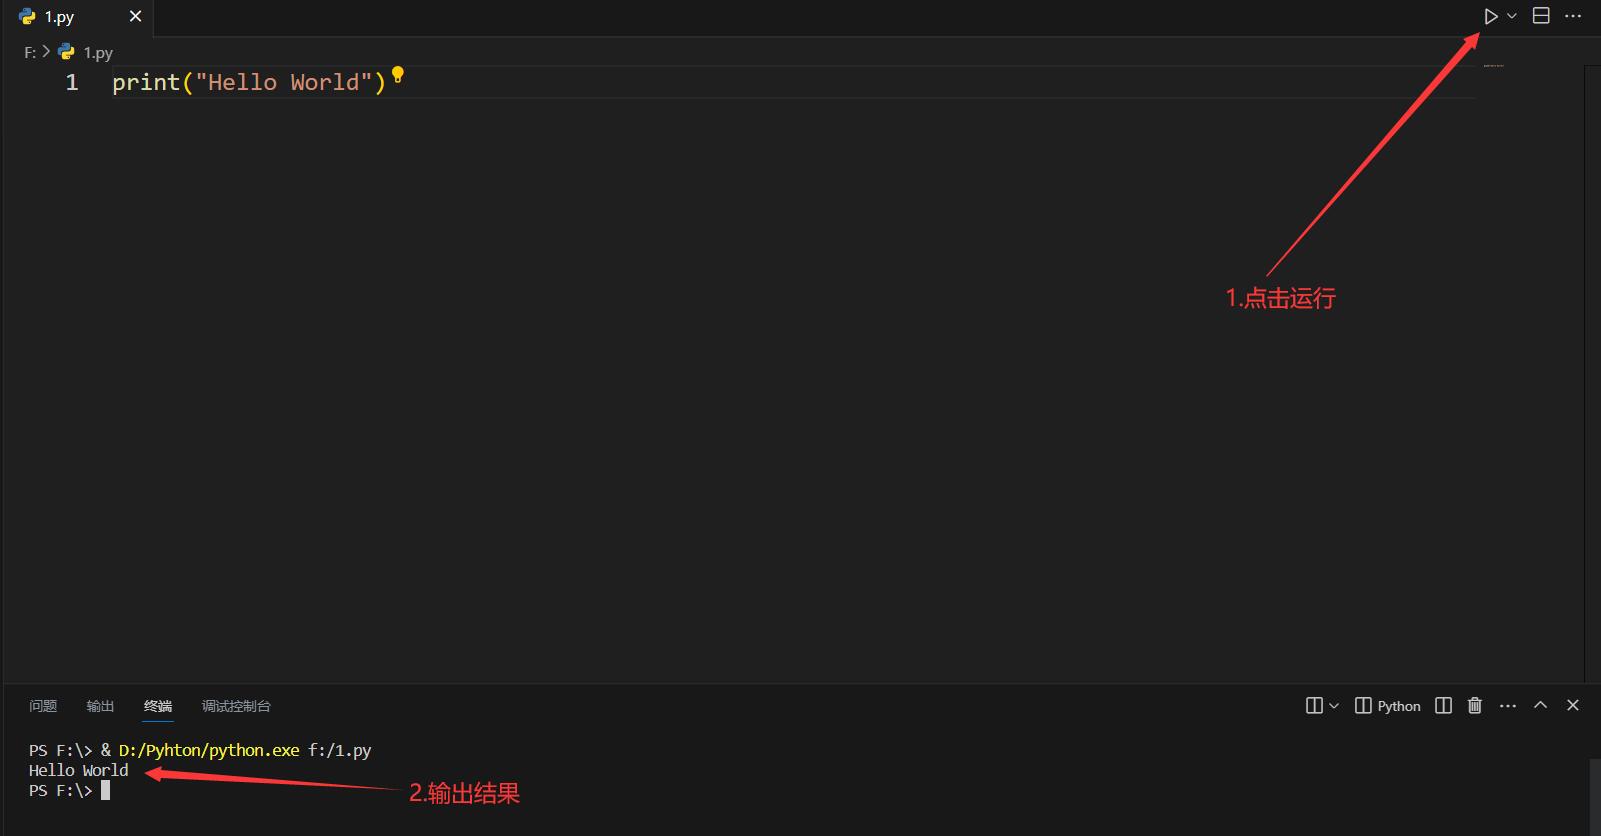 1.py
F: > 1.py
1 print("Hello World")
1.点击运行
问题 输出 终端 调试控制台 Python
PS F:\> & D:/Pyhton/python.exe f:/1.py
Hello World
PS F:\>
2.输出结果